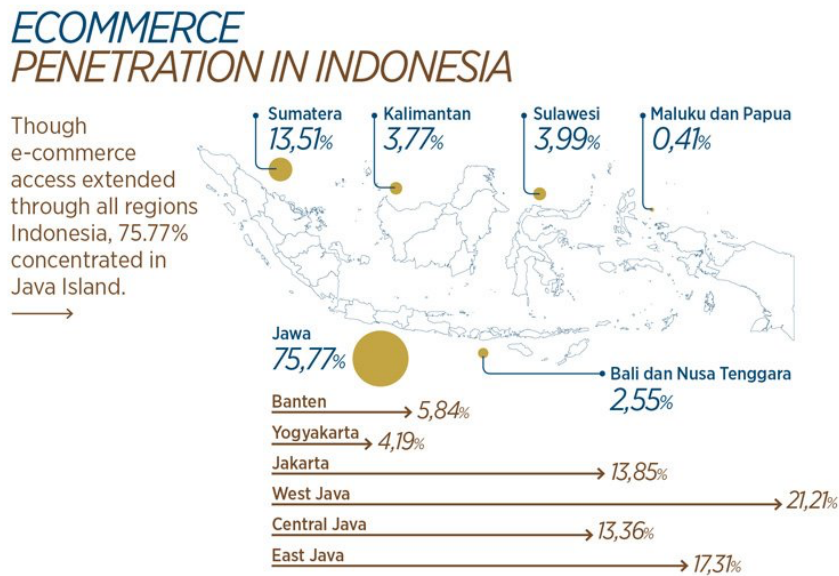 ECOMMERCE
PENETRATION IN INDONESIA
Though
e-commerce
access extended
through all regions
Indonesia, 75.77%
concentrated in
Java Island.
Sumatera
13,51%
Kalimantan
3,77%
Sulawesi
3,99%
Maluku dan Papua
0,41%
Jawa
75,77%
Bali dan Nusa Tenggara
2,55%
Banten
5,84%
Yogyakarta
4,19%
Jakarta
13,85%
West Java
21,21%
Central Java
13,36%
East Java
17,31%